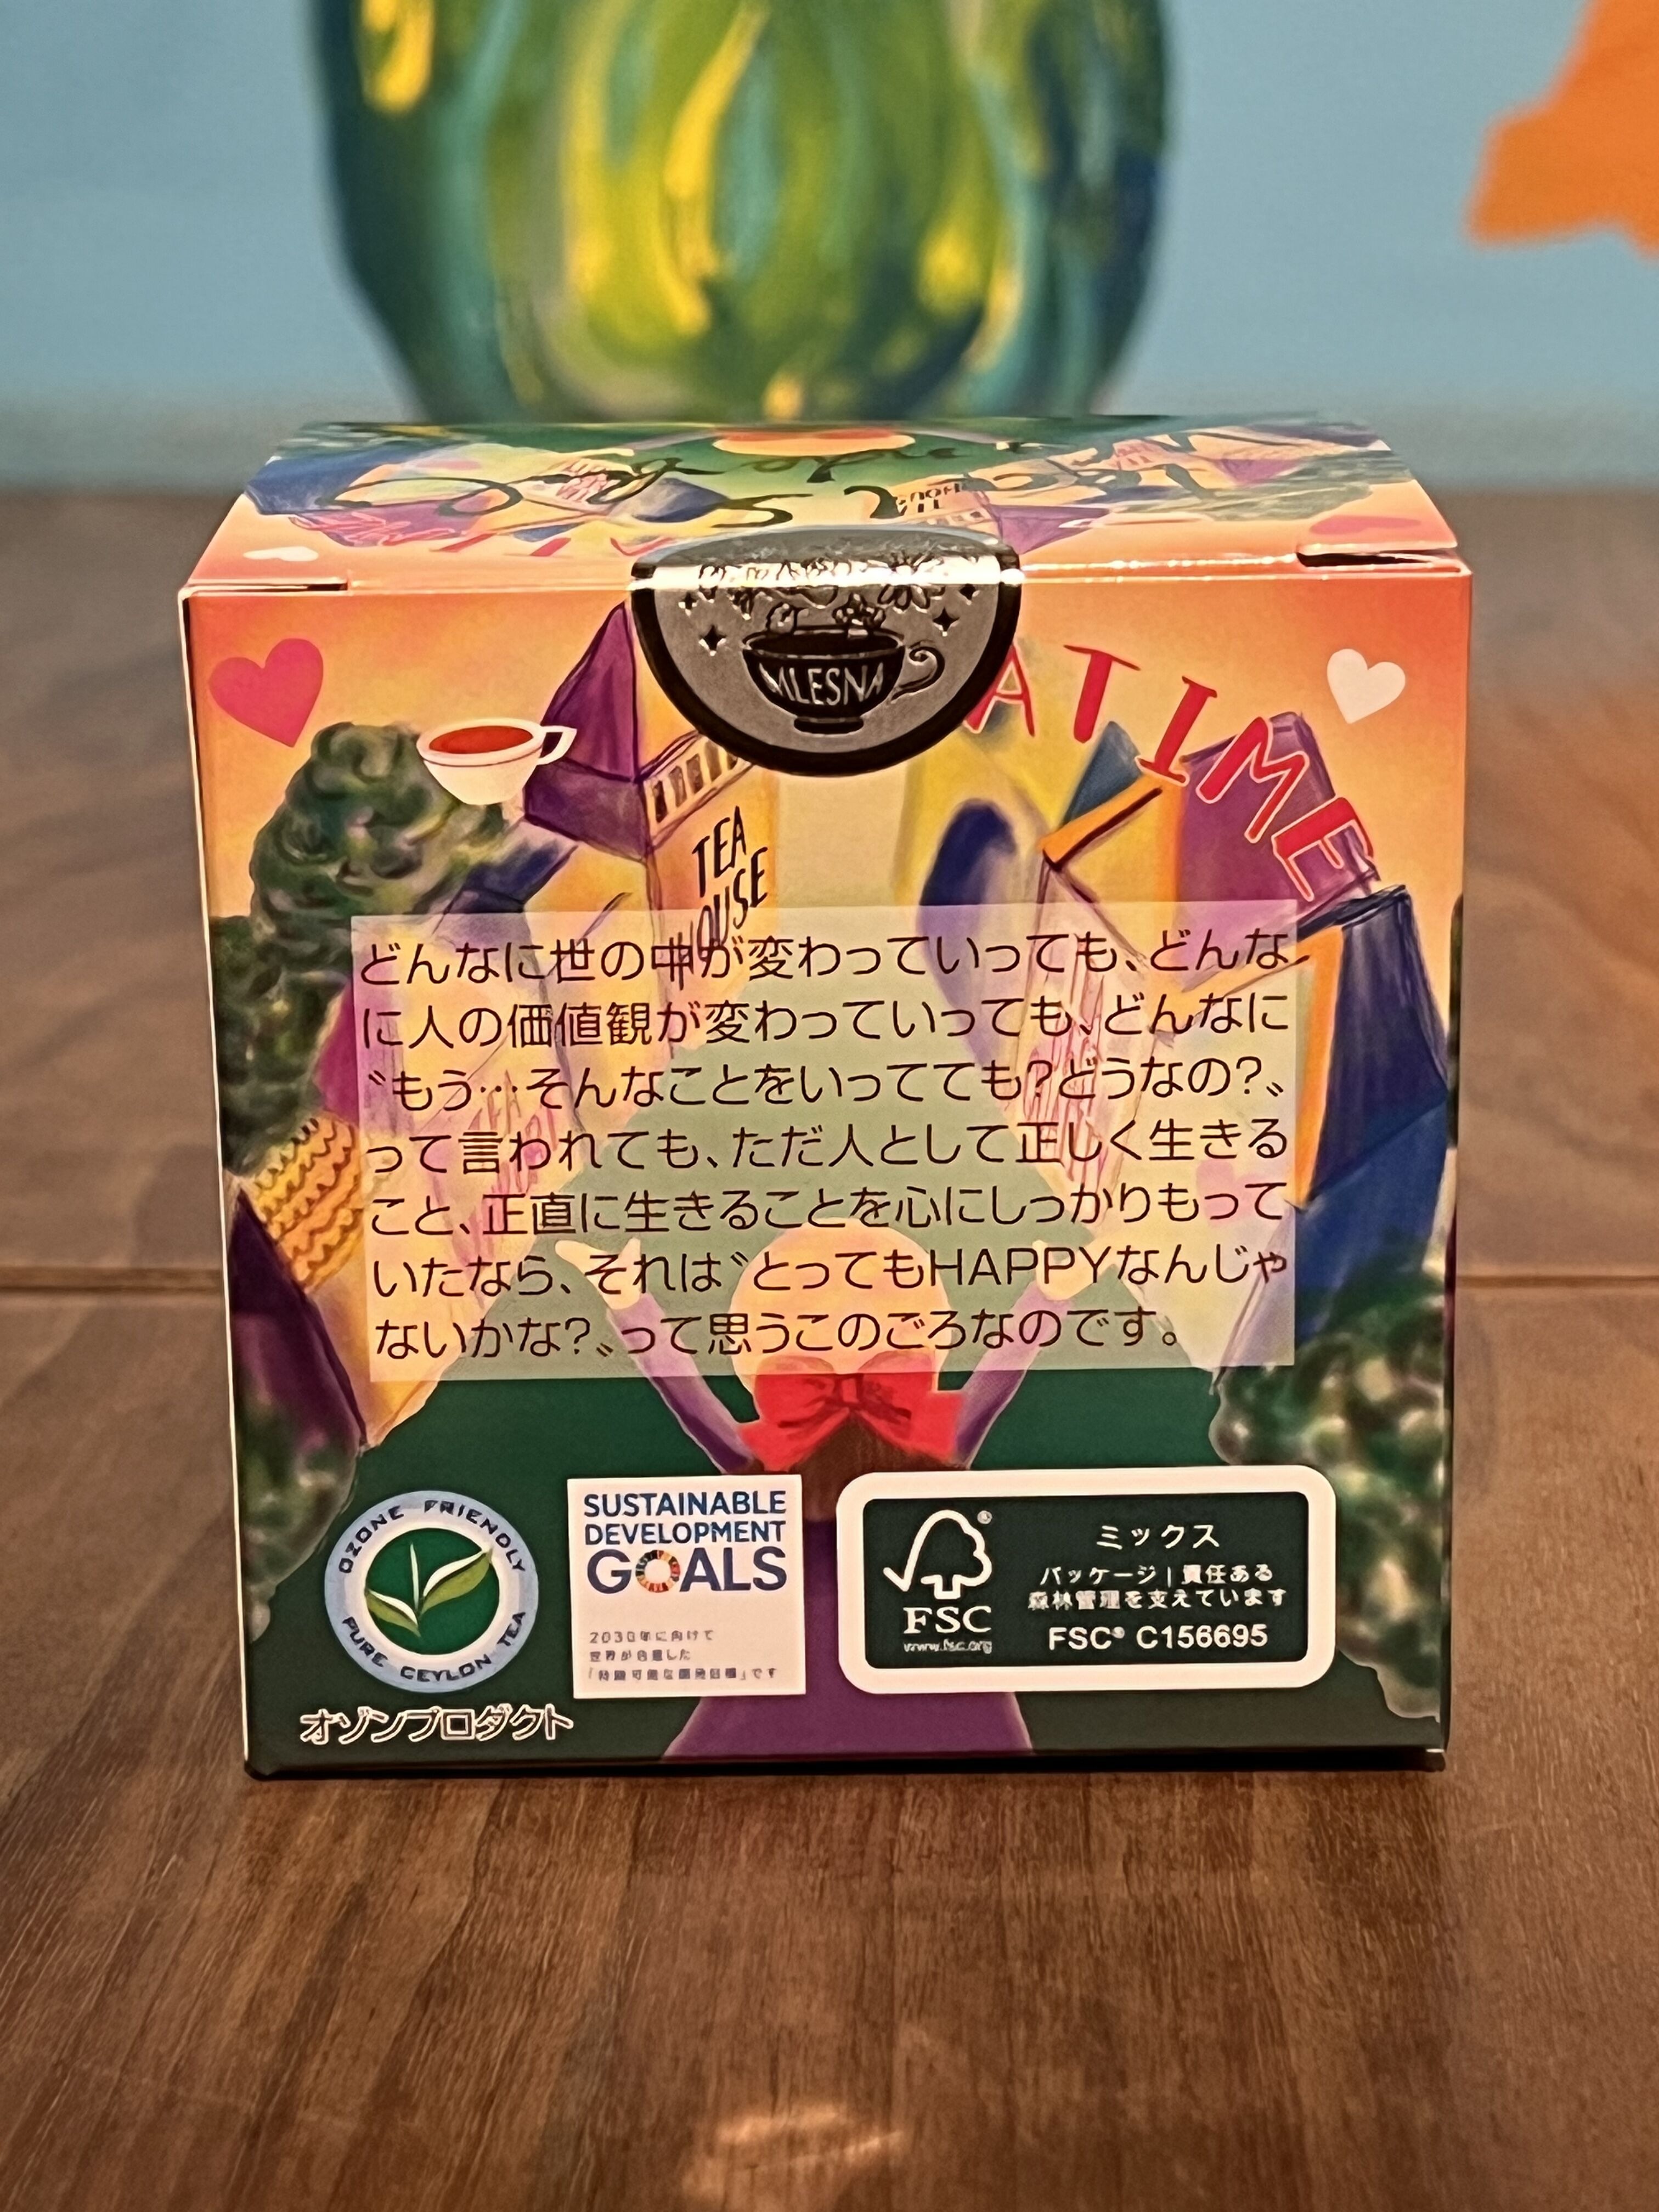 MLESNA
ATIME
TEA
HOUSE
どんなに世の中が変わっていっても、どんな
に人の価値観が変わっていっても、どんなに
〝もう…そんなことをいってても?どうなの?〟
って言われても、ただ人として正しく生きる
こと、正直に生きることを心にしっかりもって
いたなら、それは〝とってもHAPPYなんじゃ
ないかな?〟って思うこのごろなのです。
OZONE FRIENDLY
PURE CEYLON TEA
オゾンプロダクト
SUSTAINABLE
DEVELOPMENT
GOALS
2030年に向けて
世界が合意した
「持続可能な開発目標」です
FSC
www.fsc.org
ミックス
パッケージ | 責任ある
森林管理を支えています
FSC® C156695